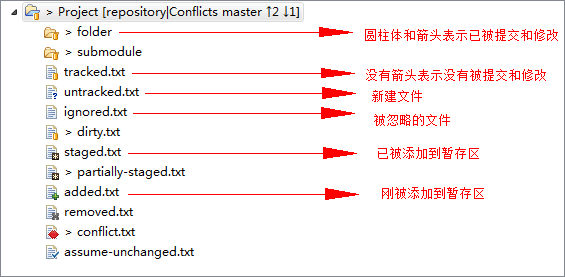 > Project [repository|Conflicts master ↑2 ↓1]
> folder 圆柱体和箭头表示已被提交和修改
> submodule
tracked.txt 没有箭头表示没有被提交和修改
untracked.txt 新建文件
ignored.txt 被忽略的文件
> dirty.txt
staged.txt 已被添加到暂存区
> partially-staged.txt
added.txt 刚被添加到暂存区
removed.txt
> conflict.txt
assume-unchanged.txt